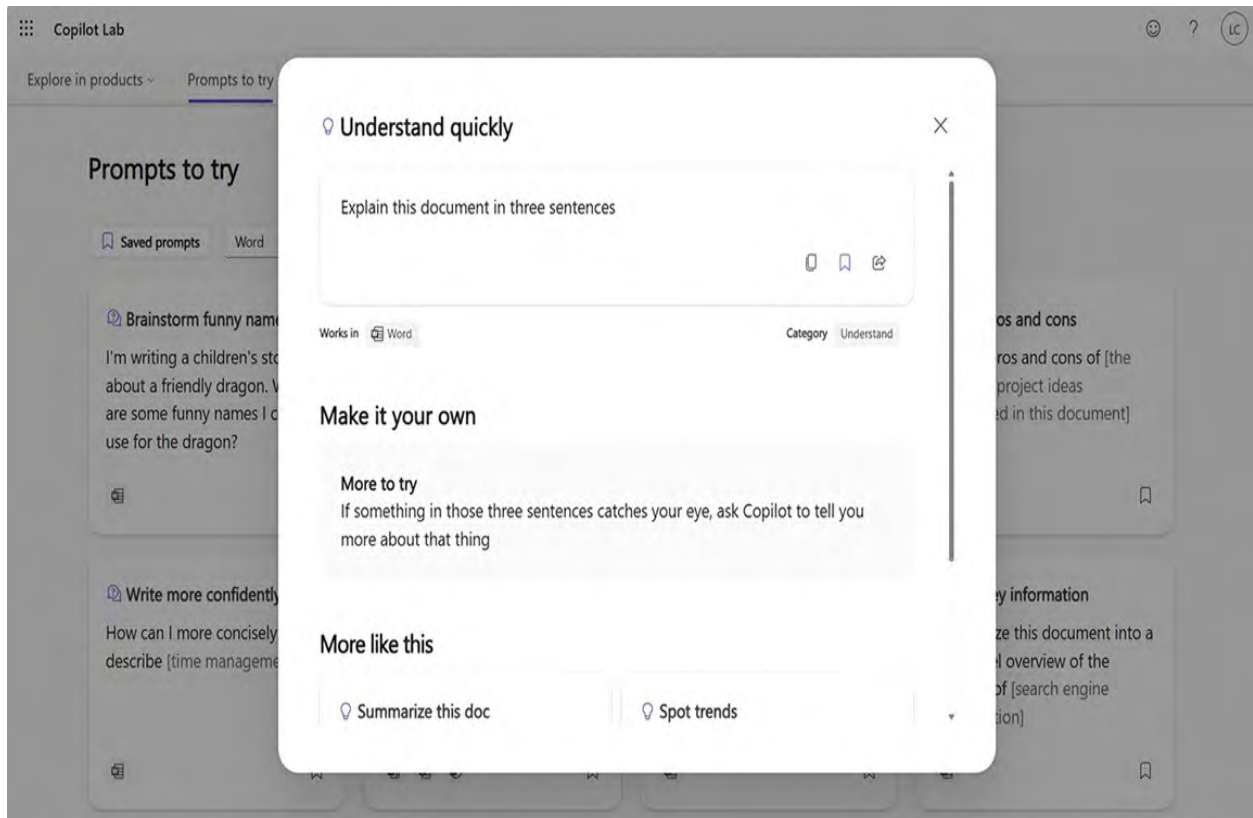 Copilot Lab
?
LC
Explore in products
Prompts to try
Prompts to try
Saved prompts
Word
Brainstorm funny name
I'm writing a children's sto
about a friendly dragon. W
are some funny names I c
use for the dragon?
Write more confidently
How can I more concisely
describe [time manageme
Understand quickly
Explain this document in three sentences
Works in
Word
Category
Understand
Make it your own
More to try
If something in those three sentences catches your eye, ask Copilot to tell you
more about that thing
More like this
Summarize this doc
Spot trends
os and cons
ros and cons of [the
project ideas
ed in this document]
ey information
ze this document into a
el overview of the
of [search engine
tion]